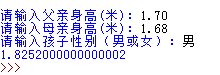 请输入父亲身高(米): 1.70
请输入母亲身高(米): 1.68
请输入孩子性别（男或女）: 男
1.8252000000000002
>>>